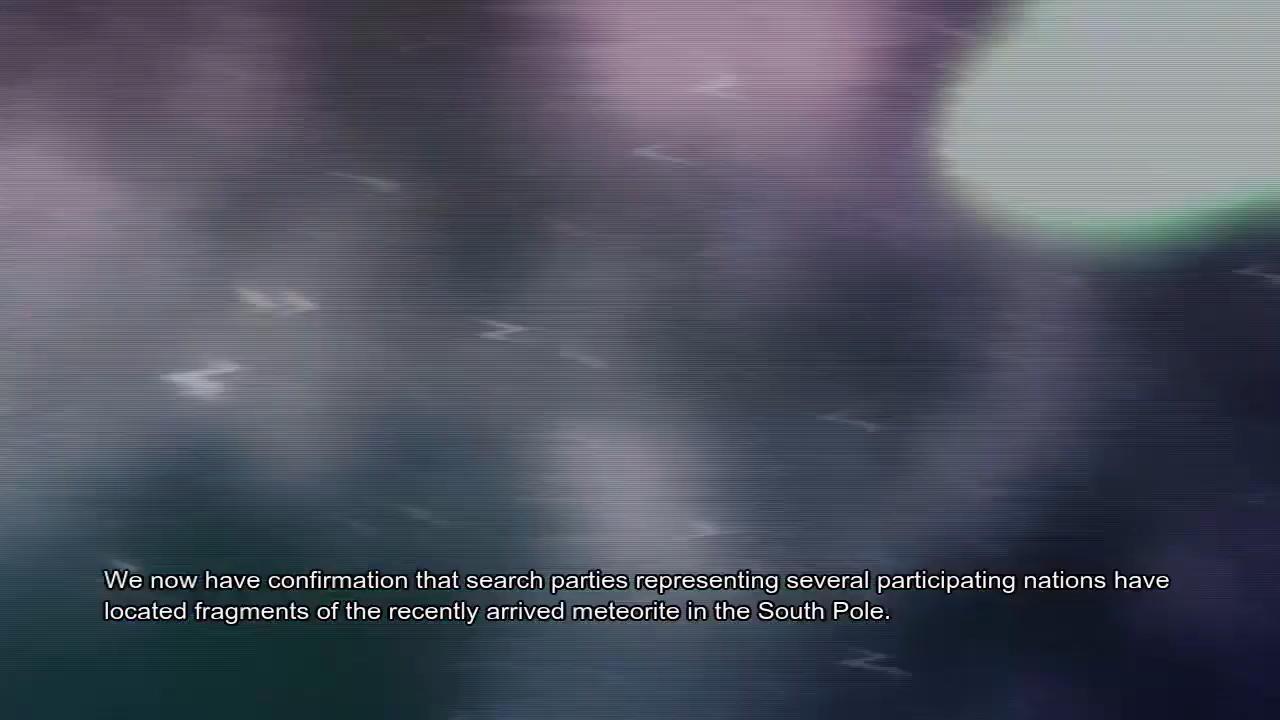 We now have confirmation that search parties representing several participating nations have
located fragments of the recently arrived meteorite in the South Pole.